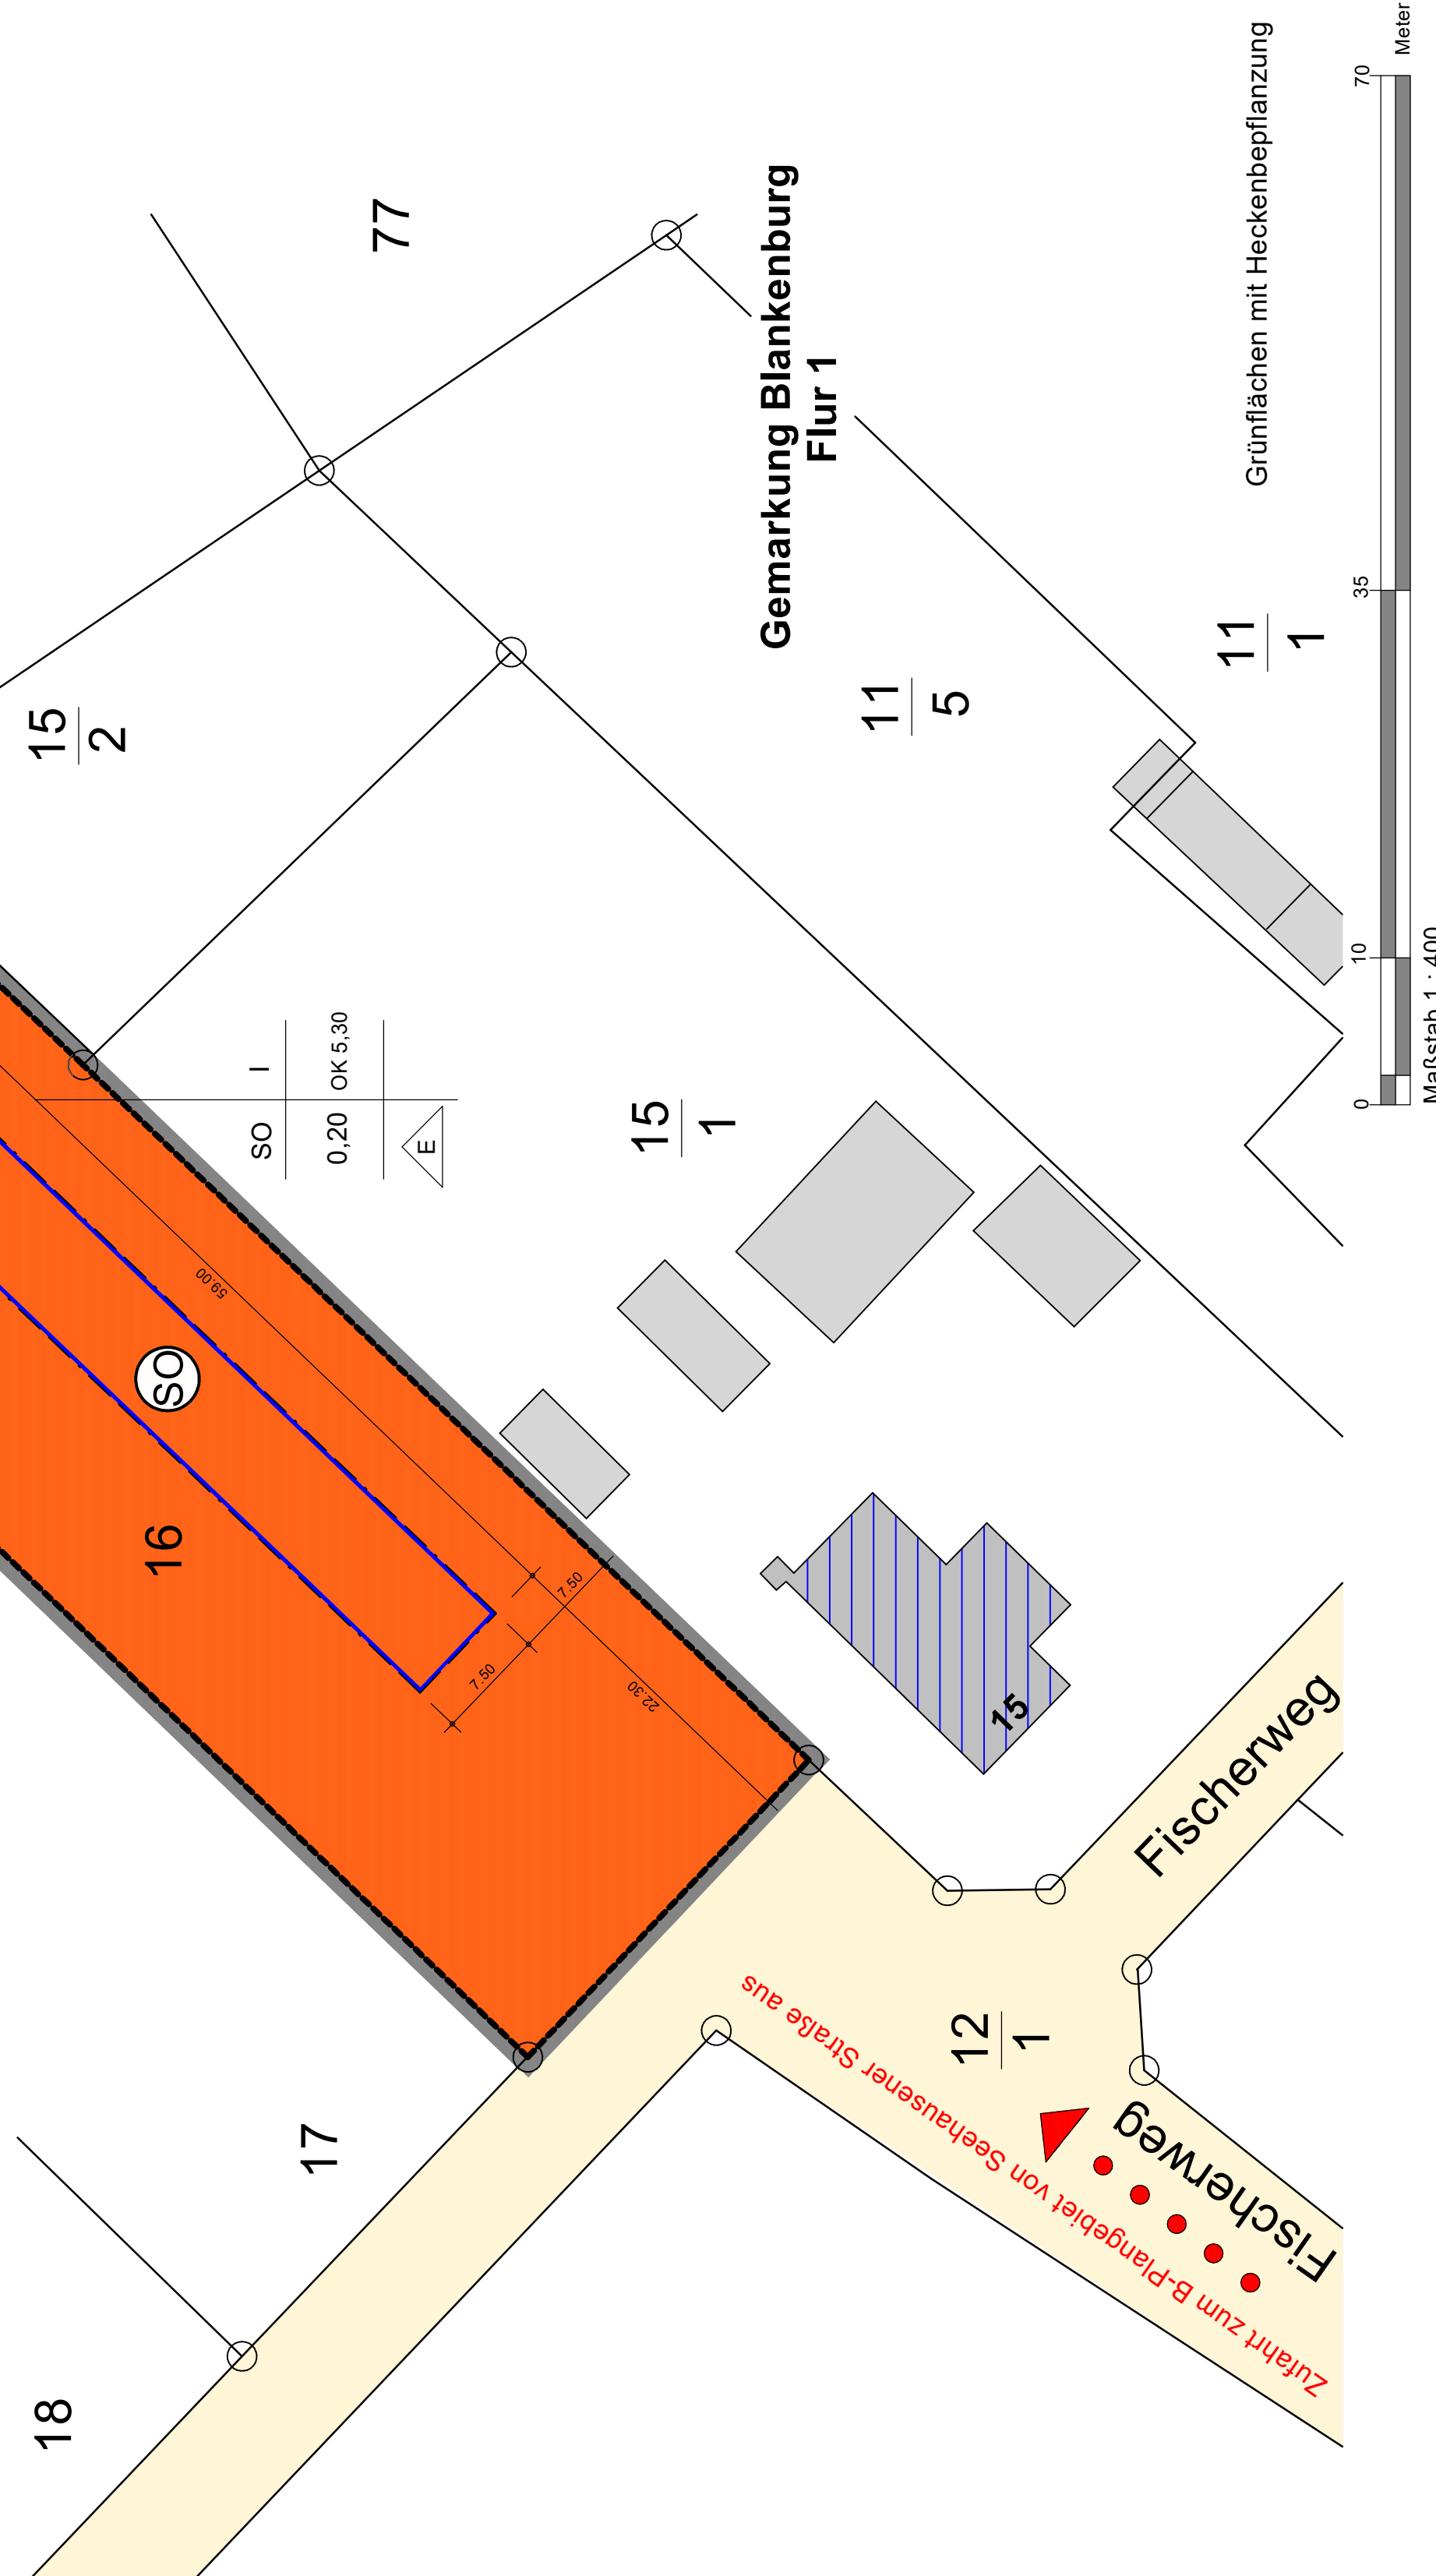 77
Gemarkung Blankenburg
Flur 1
Grünflächen mit Heckenbepflanzung
15
2
11
5
11
1
SO
I
0,20
OK 5,30
E
15
1
59.00
SO
16
7.50
7.50
22.30
15
Fischerweg
12
1
17
18
Zufahrt zum B-Plangebiet von Seehausener Straße aus
Fischerweg
0
10
35
70
Meter
Maßstab 1 : 400